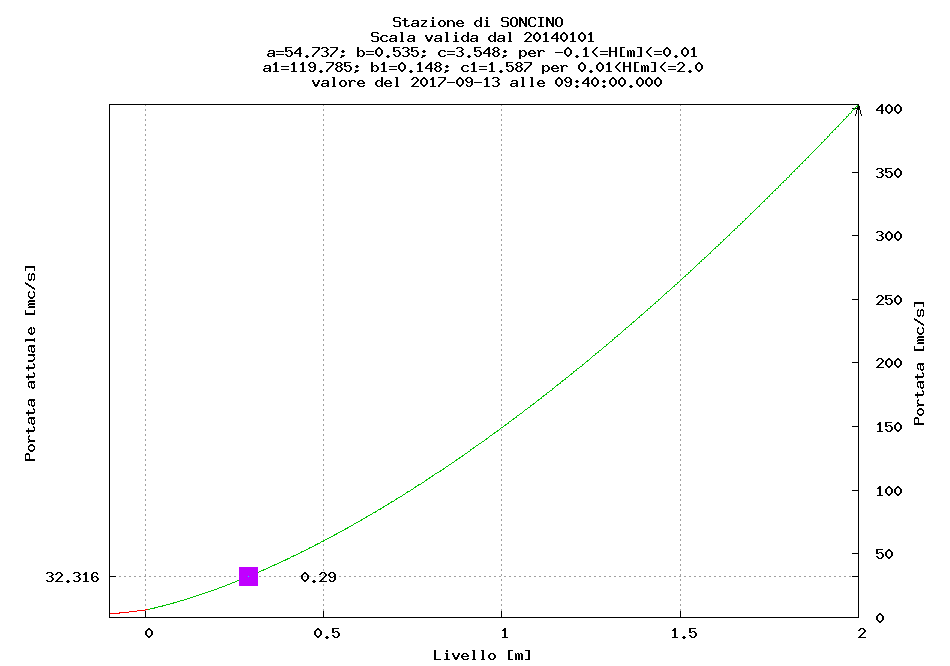 Stazione di SONCINO
Scala valida dal 20140101
a=54.737; b=0.535; c=3.548; per -0.1<=H[m]<=0.01
a1=119.785; b1=0.148; c1=1.587 per 0.01<H[m]<=2.0
valore del 2017-09-13 alle 09:40:00.000
400
350
300
250
200
150
100
50
0
Portata [mc/s]
Portata attuale [mc/s]
32.316
0.29
0 0.5 1 1.5 2
Livello [m]